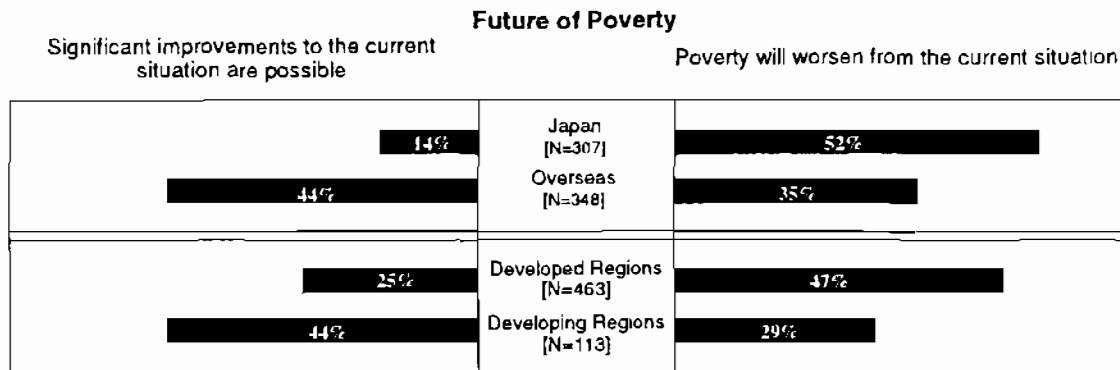 Future of Poverty
Significant improvements to the current
situation are possible
Poverty will worsen from the current situation
Japan
[N=307]
14%
52%
Overseas
[N=348]
44%
35%
Developed Regions
[N=463]
25%
47%
Developing Regions
[N=113]
44%
29%